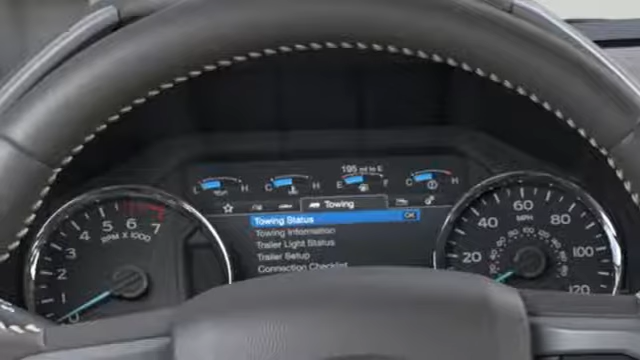 195 mi to E
L H C H E F C H
Towing
Towing Status OK
Towing Information
Trailer Light Status
Trailer Setup
Connection Checklist
1 2 3 4 5 6 7
RPM X 1000
20 40 60 80 100 120
MPH